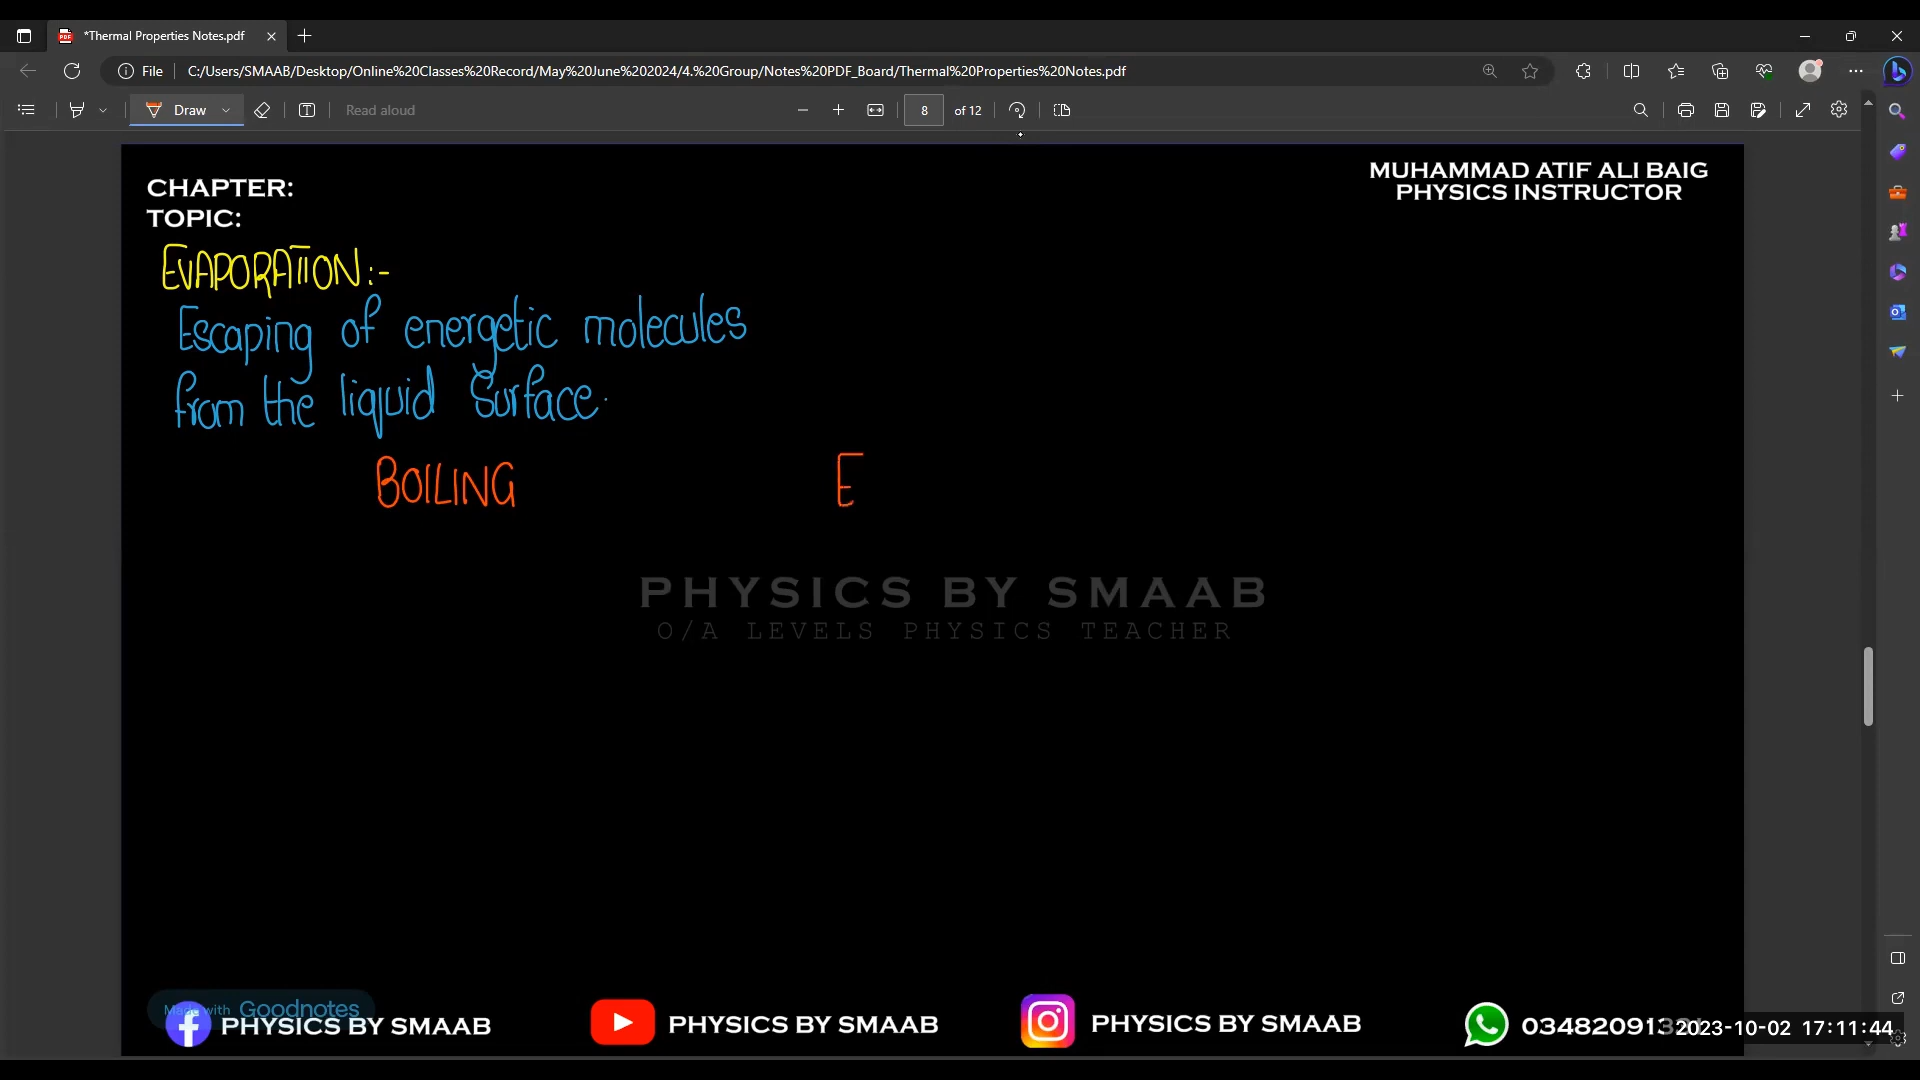 *Thermal Properties Notes.pdf
File C:/Users/SMAAB/Desktop/Online%20Classes%20Record/May%20June%202024/4.%20Group/Notes%20PDF_Board/Thermal%20Properties%20Notes.pdf
Draw Read aloud 8 of 12
MUHAMMAD ATIF ALI BAIG
PHYSICS INSTRUCTOR
CHAPTER:
TOPIC:
EVAPORATION:-
Escaping of energetic molecules
from the liquid Surface.
BOILING E
PHYSICS BY SMAAB
O/A LEVELS PHYSICS TEACHER
Made with Goodnotes
PHYSICS BY SMAAB PHYSICS BY SMAAB PHYSICS BY SMAAB
2023-10-02 17:11:44